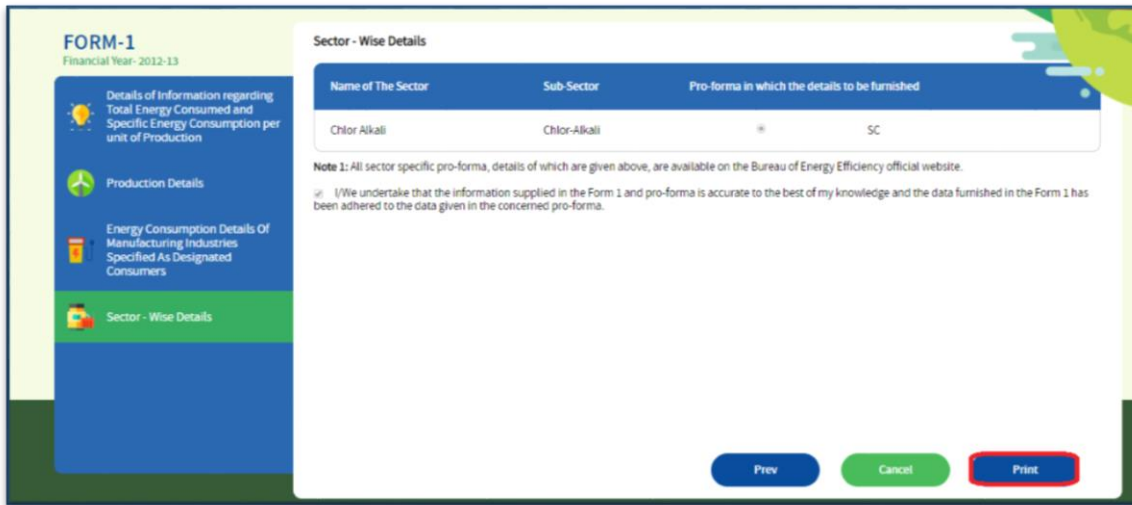 FORM-1
Financial Year- 2012-13
Details of Information regarding
Total Energy Consumed and
Specific Energy Consumption per
unit of Production
Production Details
Energy Consumption Details Of
Manufacturing Industries
Specified As Designated
Consumers
Sector - Wise Details
Sector - Wise Details
Name of The Sector Sub-Sector Pro-forma in which the details to be furnished
Chlor Alkali Chlor-Alkali SC
Note 1: All sector specific pro-forma, details of which are given above, are available on the Bureau of Energy Efficiency official website.
I/We undertake that the information supplied in the Form 1 and pro-forma is accurate to the best of my knowledge and the data furnished in the Form 1 has
been adhered to the data given in the concerned pro-forma.
Prev Cancel Print